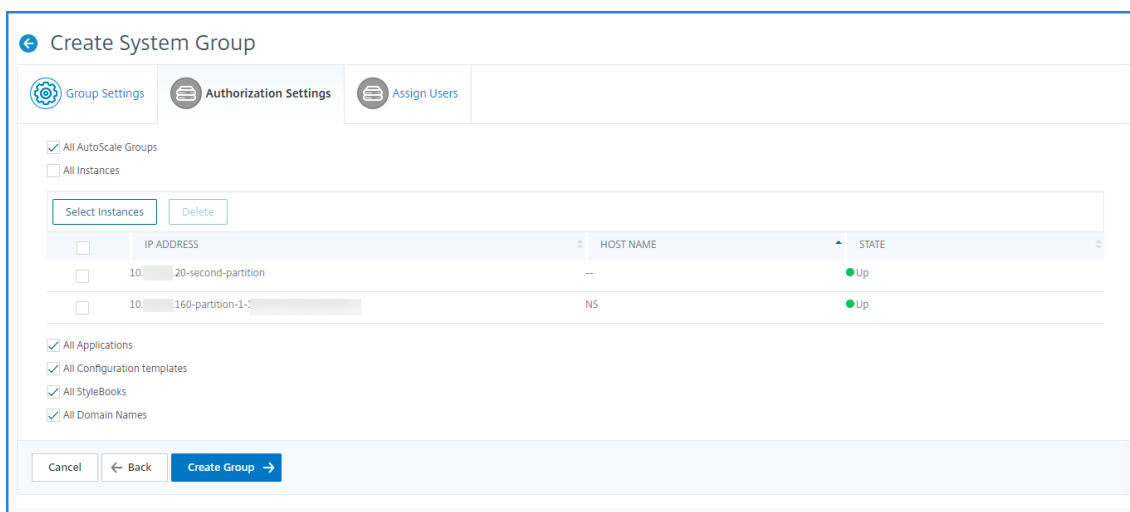 Create System Group
Group Settings Authorization Settings Assign Users
All AutoScale Groups
All Instances
Select Instances Delete
IP ADDRESS HOST NAME STATE
10. .20-second-partition -- Up
10. .160-partition-1- NS Up
All Applications
All Configuration templates
All StyleBooks
All Domain Names
Cancel Back Create Group